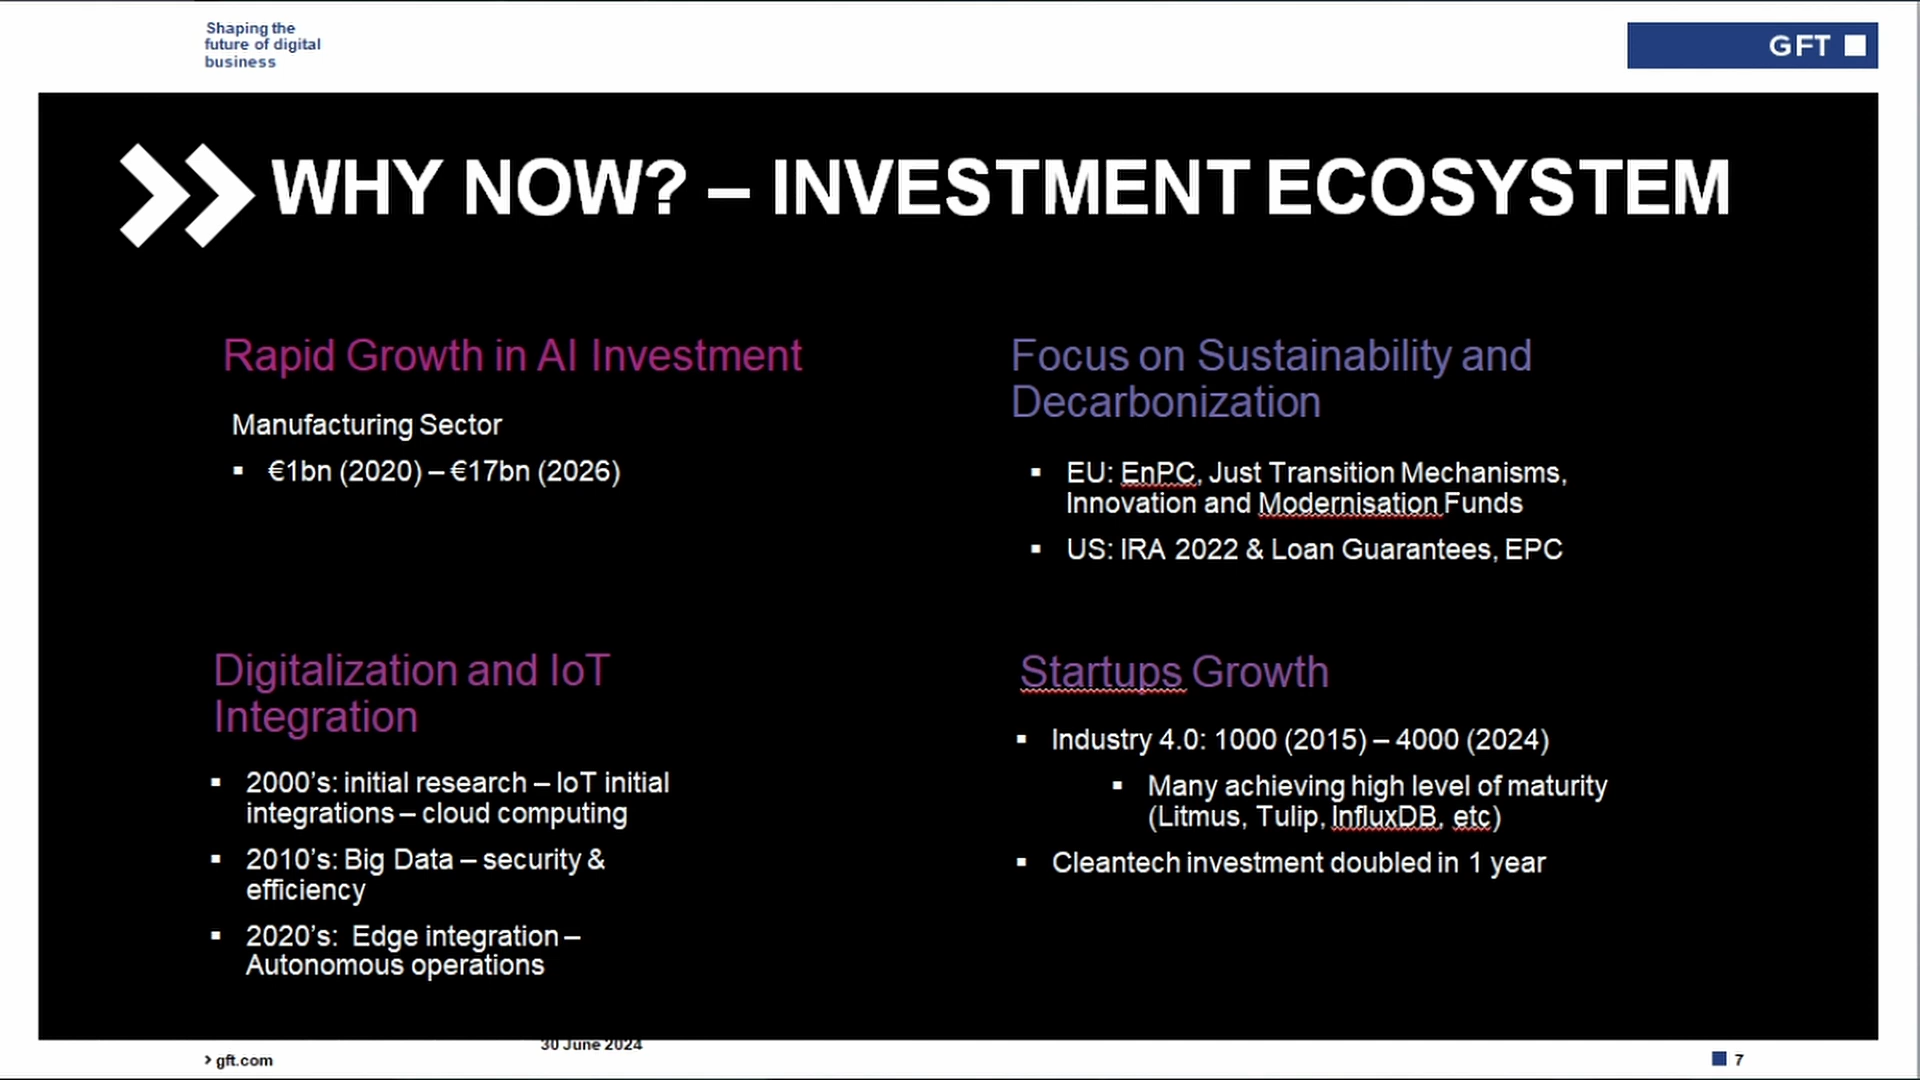 Shaping the
future of digital
business
GFT
WHY NOW? – INVESTMENT ECOSYSTEM
Rapid Growth in AI Investment
Manufacturing Sector
▪ €1bn (2020) – €17bn (2026)
Focus on Sustainability and
Decarbonization
▪ EU: EnPC, Just Transition Mechanisms,
Innovation and Modernisation Funds
▪ US: IRA 2022 & Loan Guarantees, EPC
Digitalization and IoT
Integration
▪ 2000’s: initial research – IoT initial
integrations – cloud computing
▪ 2010’s: Big Data – security &
efficiency
▪ 2020’s: Edge integration –
Autonomous operations
Startups Growth
▪ Industry 4.0: 1000 (2015) – 4000 (2024)
▪ Many achieving high level of maturity
(Litmus, Tulip, InfluxDB, etc)
▪ Cleantech investment doubled in 1 year
30 June 2024
> gft.com
7